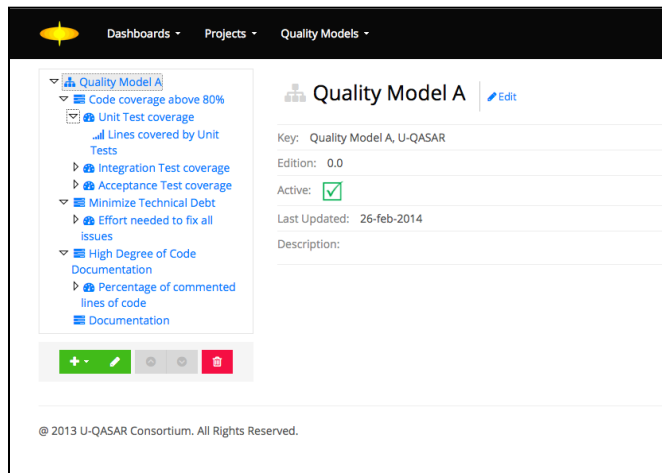 Dashboards
Projects
Quality Models
Quality Model A
Code coverage above 80%
Unit Test coverage
Lines covered by Unit
Tests
Integration Test coverage
Acceptance Test coverage
Minimize Technical Debt
Effort needed to fix all
issues
High Degree of Code
Documentation
Percentage of commented
lines of code
Documentation
Quality Model A
Edit
Key: Quality Model A, U-QASAR
Edition: 0.0
Active:
Last Updated: 26-feb-2014
Description:
@ 2013 U-QASAR Consortium. All Rights Reserved.